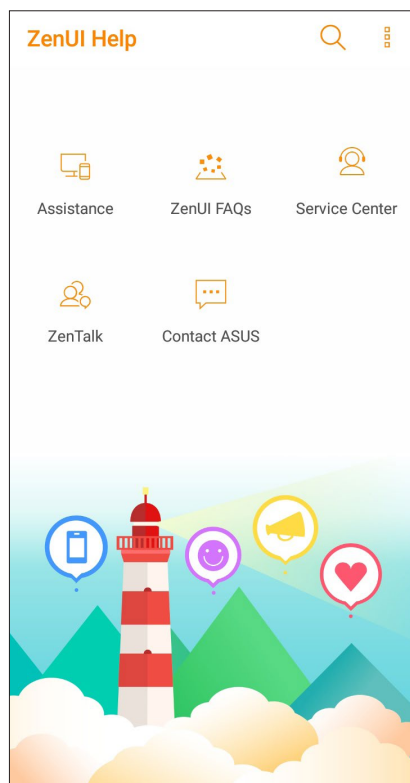 ZenUI Help
Assistance ZenUI FAQs Service Center
ZenTalk Contact ASUS